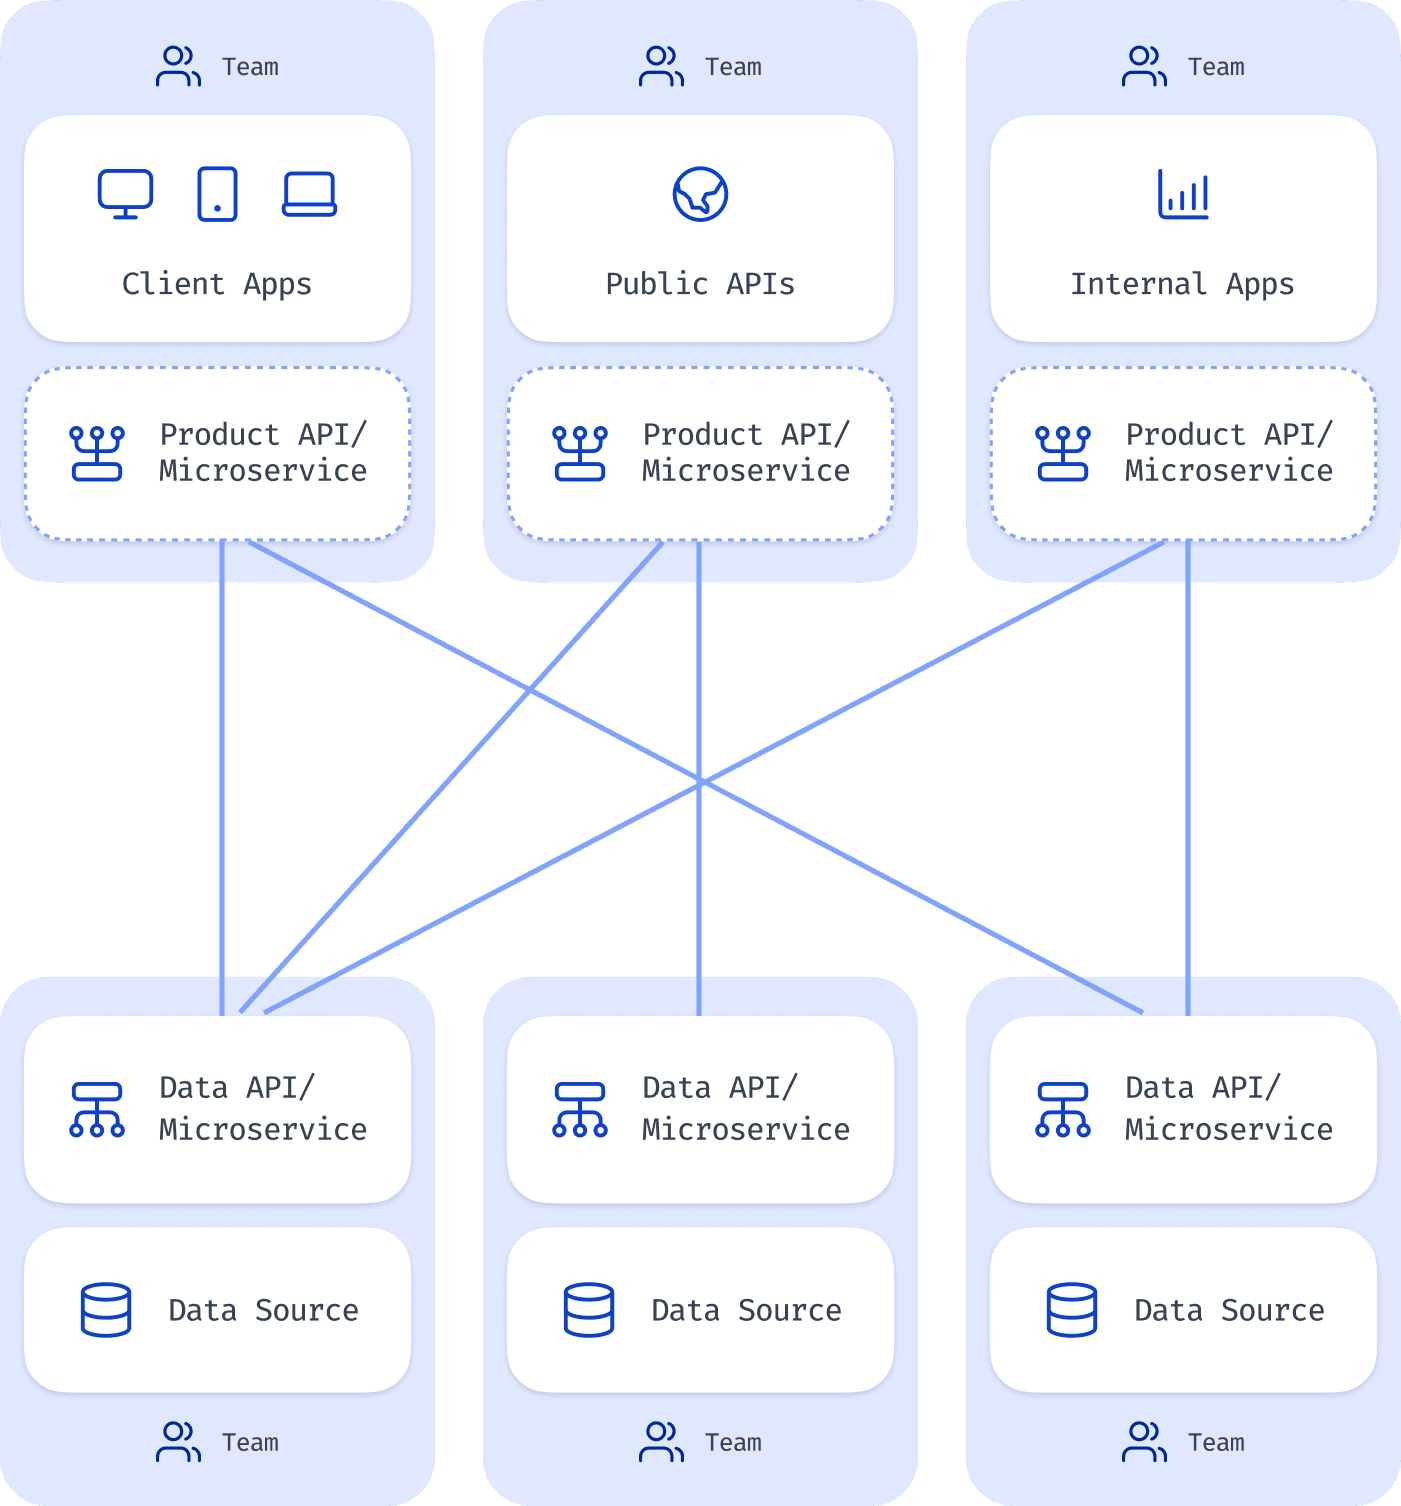 Team
Team
Team
Client Apps
Public APIs
Internal Apps
Product API/
Microservice
Product API/
Microservice
Product API/
Microservice
Data API/
Microservice
Data API/
Microservice
Data API/
Microservice
Data Source
Data Source
Data Source
Team
Team
Team